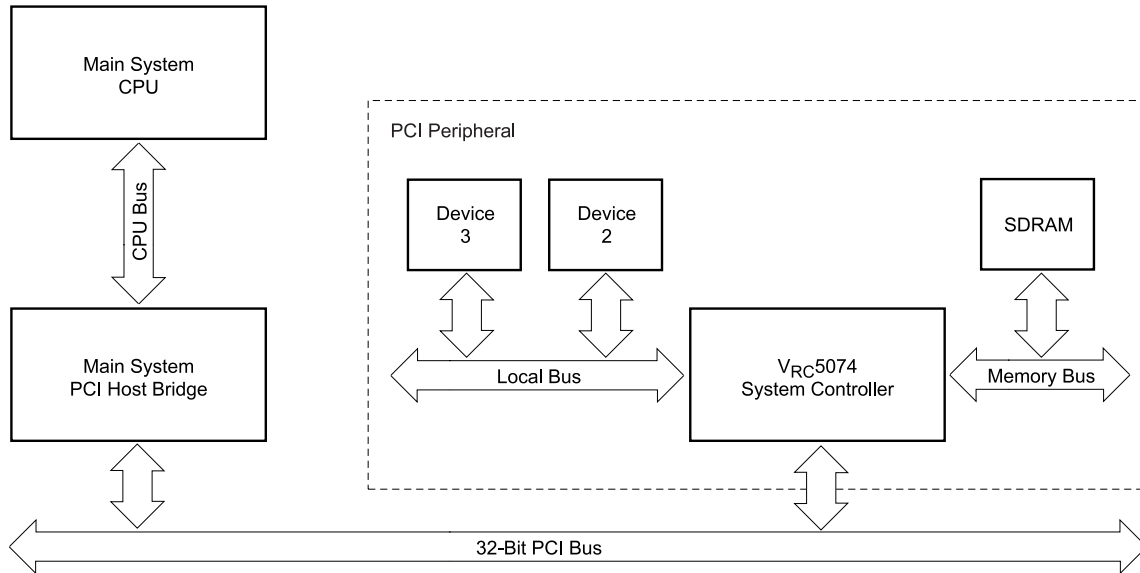 Main System
CPU
CPU Bus
Main System
PCI Host Bridge
PCI Peripheral
Device
3
Device
2
SDRAM
Local Bus
VRC5074
System Controller
Memory Bus
32-Bit PCI Bus